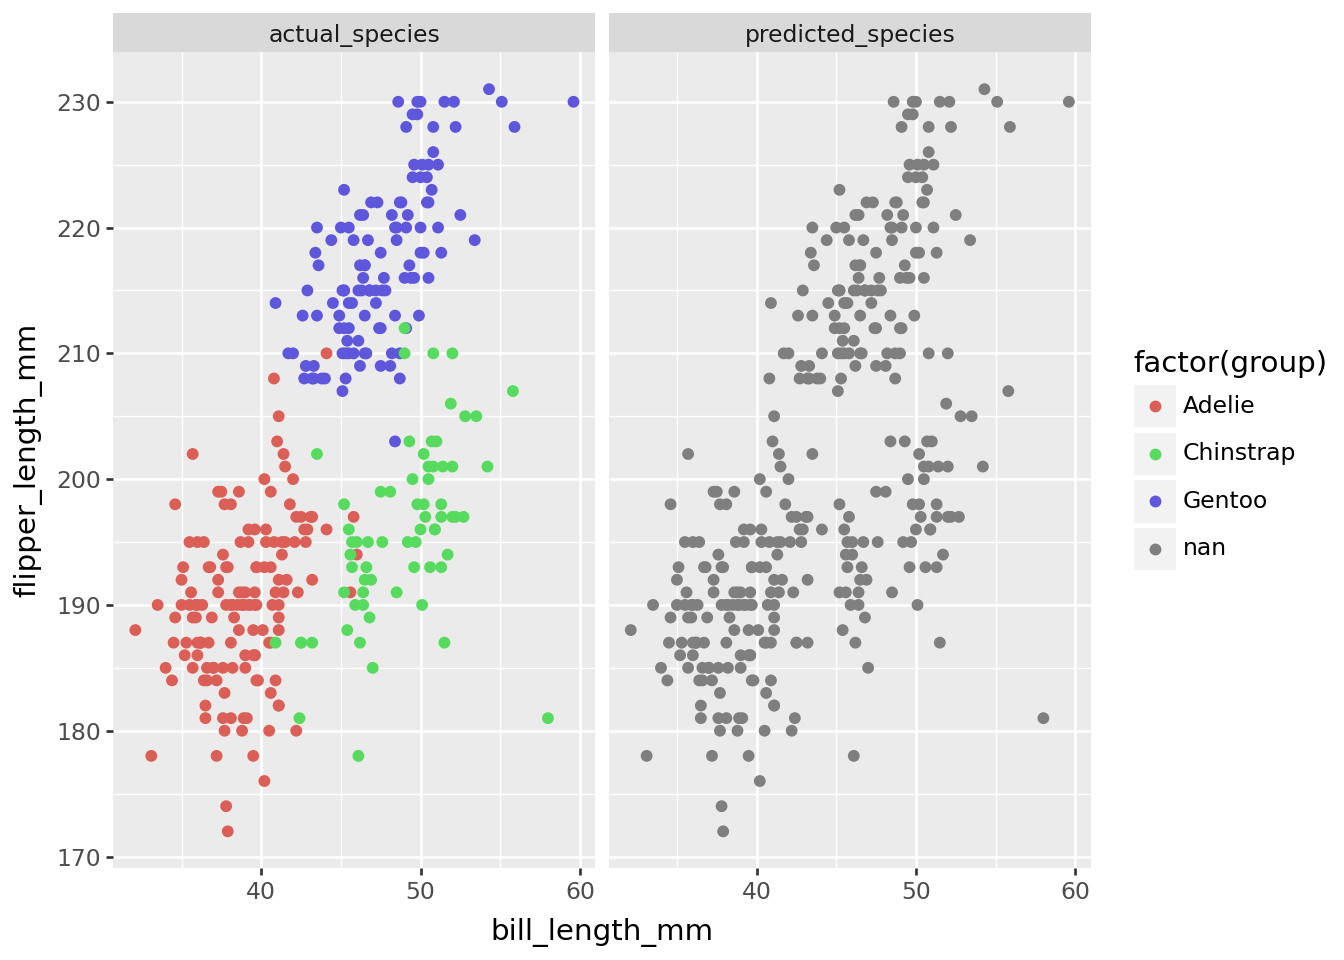 actual_species
predicted_species
230
220
210
200
190
180
170
40
50
60
40
50
60
flipper_length_mm
bill_length_mm
factor(group)
Adelie
Chinstrap
Gentoo
nan